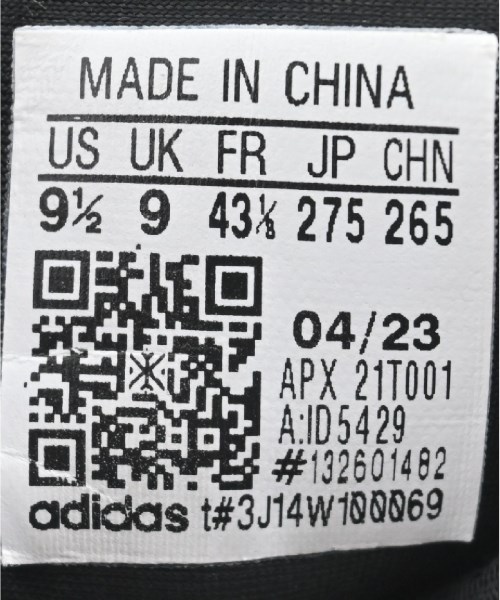 MADE IN CHINA
US UK FR JP CHN
9½ 9 43⅓ 275 265
04/23
APX 21T001
A:ID5429
#132601482
adidas t#3J14W100069